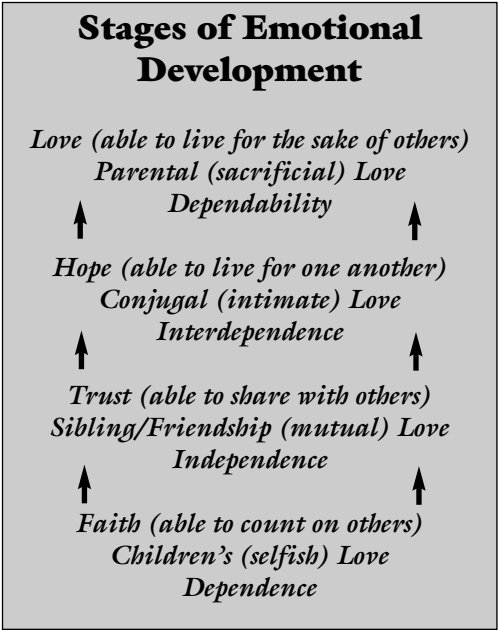 Stages of Emotional
Development
Love (able to live for the sake of others)
Parental (sacrificial) Love
Dependability
Hope (able to live for one another)
Conjugal (intimate) Love
Interdependence
Trust (able to share with others)
Sibling/Friendship (mutual) Love
Independence
Faith (able to count on others)
Children's (selfish) Love
Dependence